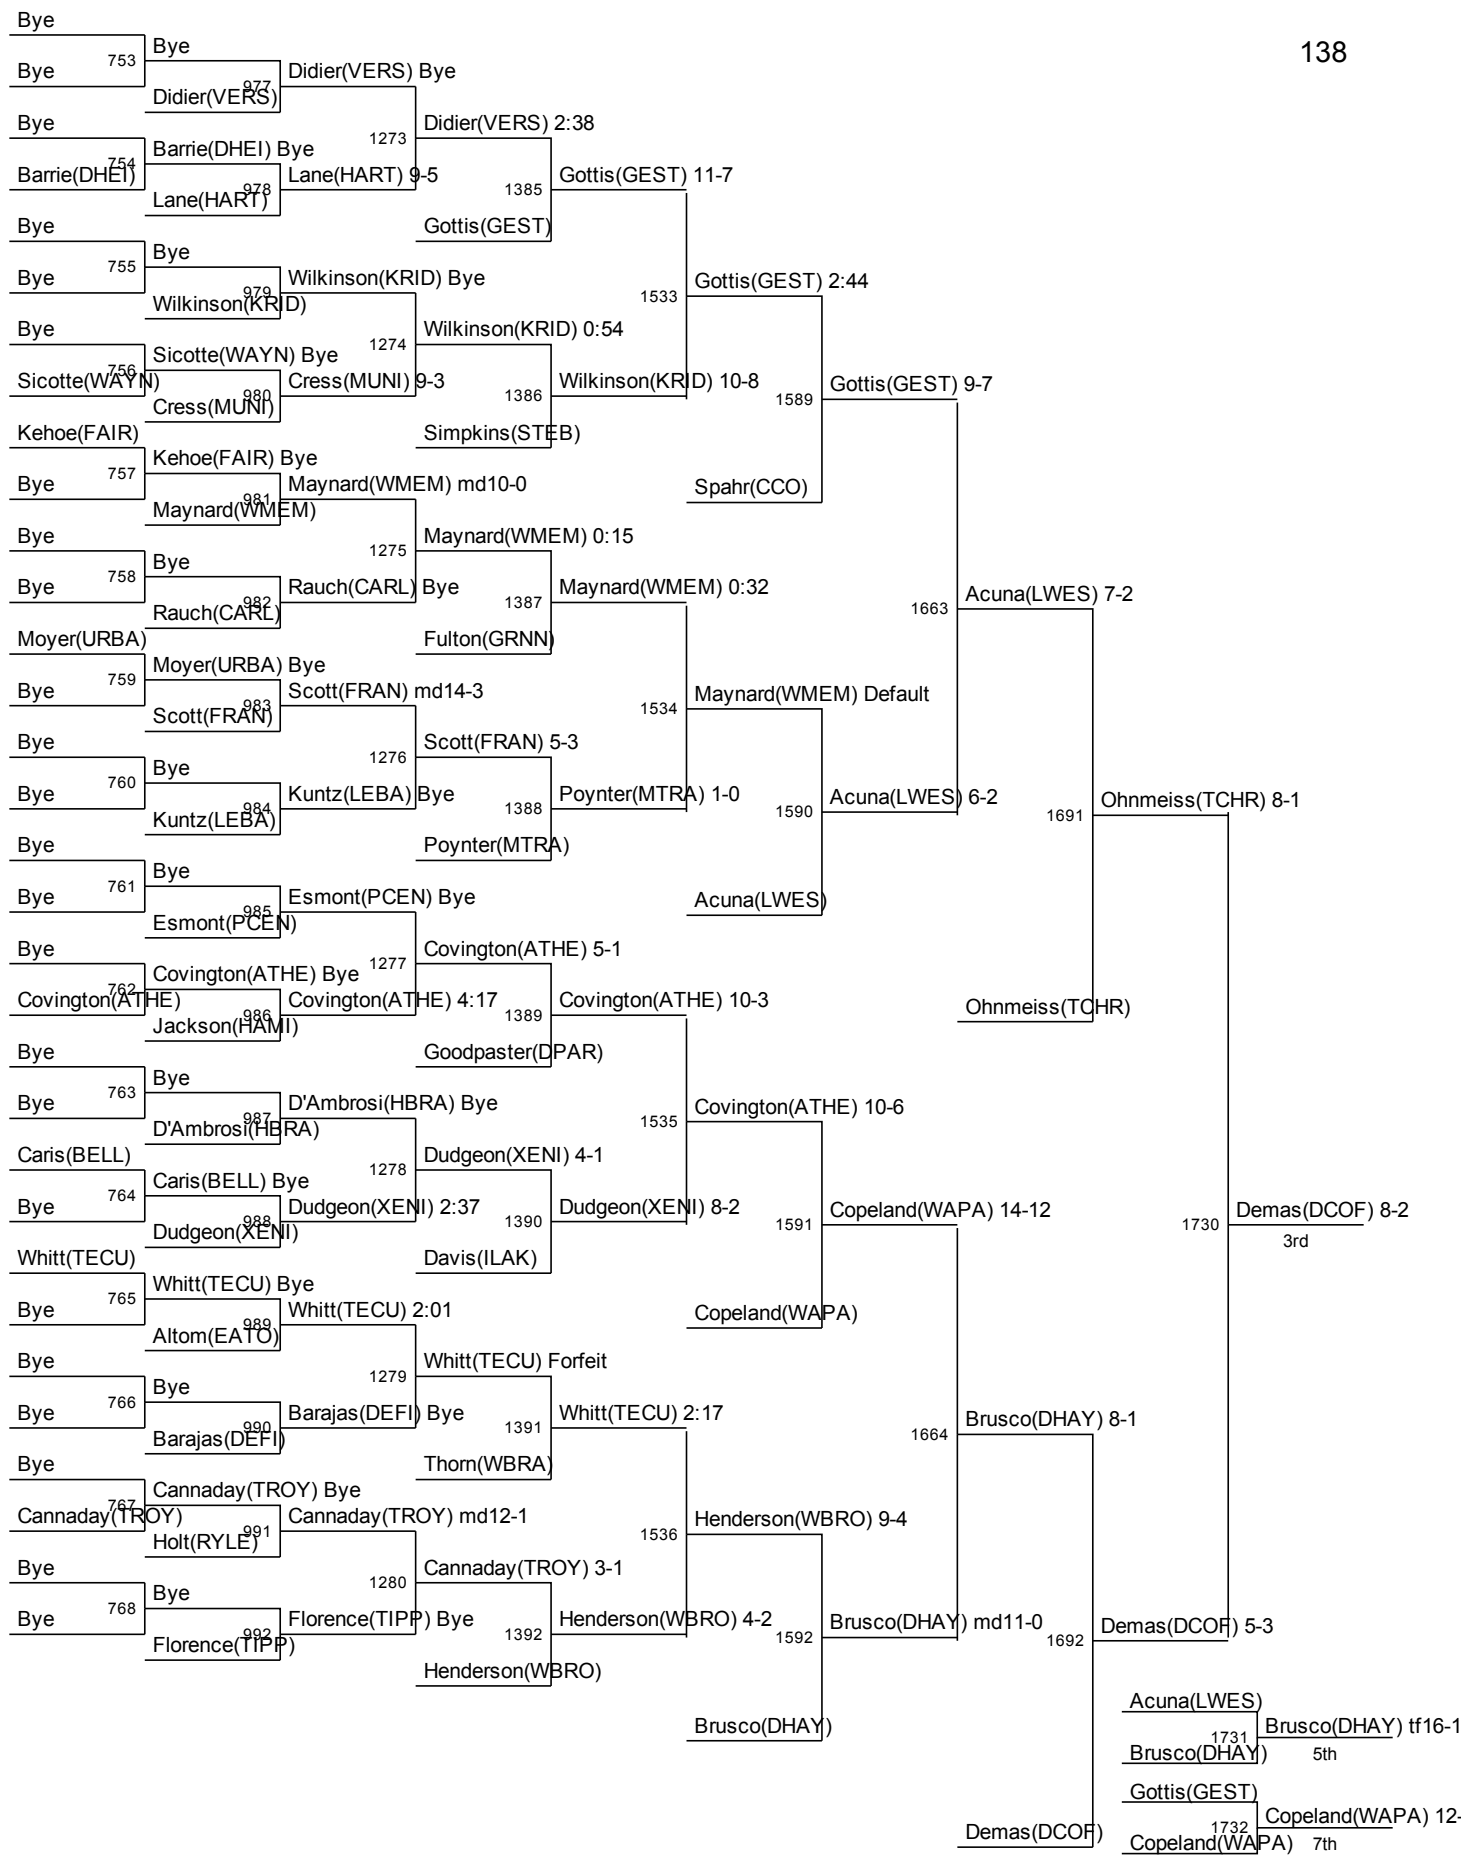 138
Bye
753
Bye
Bye
977
Didier(VERS)
Didier(VERS) Bye
Bye
754
Barrie(DHEI)
Barrie(DHEI) Bye
978
Lane(HART)
Lane(HART) 9-5
1273
Didier(VERS) 2:38
1385
Gottis(GEST)
Gottis(GEST) 11-7
Bye
755
Bye
Bye
979
Wilkinson(KRID)
Wilkinson(KRID) Bye
Bye
756
Sicotte(WAYN)
Sicotte(WAYN) Bye
980
Cress(MUNI)
Cress(MUNI) 9-3
1274
Wilkinson(KRID) 0:54
1386
Simpkins(STEB)
Wilkinson(KRID) 10-8
1533
Gottis(GEST) 2:44
1589
Spahr(CCO)
Gottis(GEST) 9-7
Kehoe(FAIR)
757
Bye
Kehoe(FAIR) Bye
981
Maynard(WMEM)
Maynard(WMEM) md10-0
Bye
758
Bye
Bye
982
Rauch(CARL)
Rauch(CARL) Bye
1275
Maynard(WMEM) 0:15
1387
Fulton(GRNN)
Maynard(WMEM) 0:32
Moyer(URBA)
759
Bye
Moyer(URBA) Bye
983
Scott(FRAN)
Scott(FRAN) md14-3
Bye
760
Bye
Bye
984
Kuntz(LEBA)
Kuntz(LEBA) Bye
1276
Scott(FRAN) 5-3
1388
Poynter(MTRA)
Poynter(MTRA) 1-0
1534
Maynard(WMEM) Default
1590
Acuna(LWES)
Acuna(LWES) 6-2
1663
Acuna(LWES) 7-2
1691
Ohnmeiss(TCHR)
Ohnmeiss(TCHR) 8-1
Bye
761
Bye
Bye
985
Esmont(PCEN)
Esmont(PCEN) Bye
Bye
762
Covington(ATHE)
Covington(ATHE) Bye
986
Jackson(HAMI)
Covington(ATHE) 4:17
1277
Covington(ATHE) 5-1
1389
Goodpaster(DPAR)
Covington(ATHE) 10-3
Bye
763
Bye
Bye
987
D'Ambrosi(HBRA)
D'Ambrosi(HBRA) Bye
Caris(BELL)
764
Bye
Caris(BELL) Bye
988
Dudgeon(XENI)
Dudgeon(XENI) 2:37
1278
Dudgeon(XENI) 4-1
1390
Davis(ILAK)
Dudgeon(XENI) 8-2
1535
Covington(ATHE) 10-6
1591
Copeland(WAPA)
Copeland(WAPA) 14-12
Whitt(TECU)
765
Bye
Whitt(TECU) Bye
989
Altom(EATO)
Whitt(TECU) 2:01
Bye
766
Bye
Bye
990
Barajas(DEFI)
Barajas(DEFI) Bye
1279
Whitt(TECU) Forfeit
1391
Thorn(WBRA)
Whitt(TECU) 2:17
Bye
767
Cannaday(TROY)
Cannaday(TROY) Bye
991
Holt(RYLE)
Cannaday(TROY) md12-1
Bye
768
Bye
Bye
992
Florence(TIPP)
Florence(TIPP) Bye
1280
Cannaday(TROY) 3-1
1392
Henderson(WBRO)
Henderson(WBRO) 4-2
1536
Henderson(WBRO) 9-4
1592
Brusco(DHAY)
Brusco(DHAY) md11-0
1664
Brusco(DHAY) 8-1
1692
Demas(DCOF)
Demas(DCOF) 5-3
1730
Demas(DCOF) 8-2
3rd
Acuna(LWES)
1731
Brusco(DHAY)
Brusco(DHAY) tf16-1
5th
Gottis(GEST)
1732
Copeland(WAPA)
Copeland(WAPA) 12-
7th